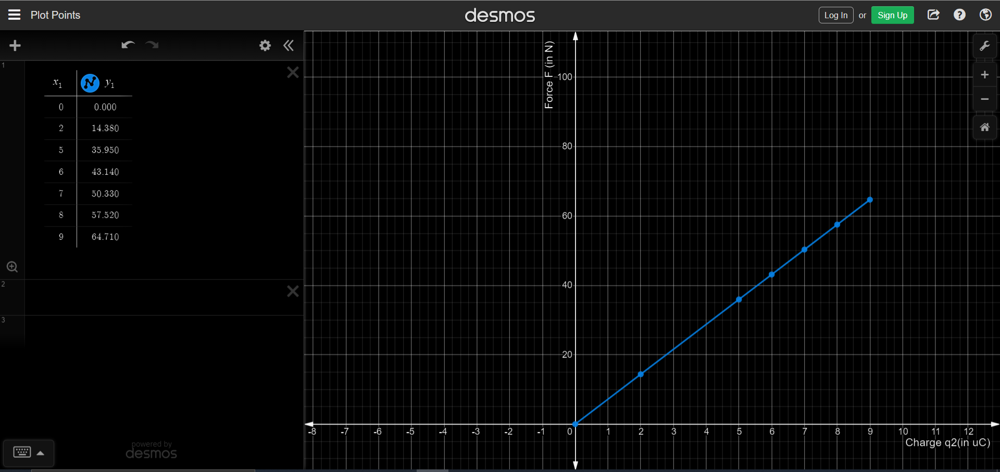 Plot Points
desmos
Log In or Sign Up
1
x₁ y₁
0 0.000
2 14.380
5 35.950
6 43.140
7 50.330
8 57.520
9 64.710
2
3
powered by
desmos
Force F (in N)
100
80
60
40
20
-8 -7 -6 -5 -4 -3 -2 -1 0 1 2 3 4 5 6 7 8 9 10 11 12
Charge q2(in uC)